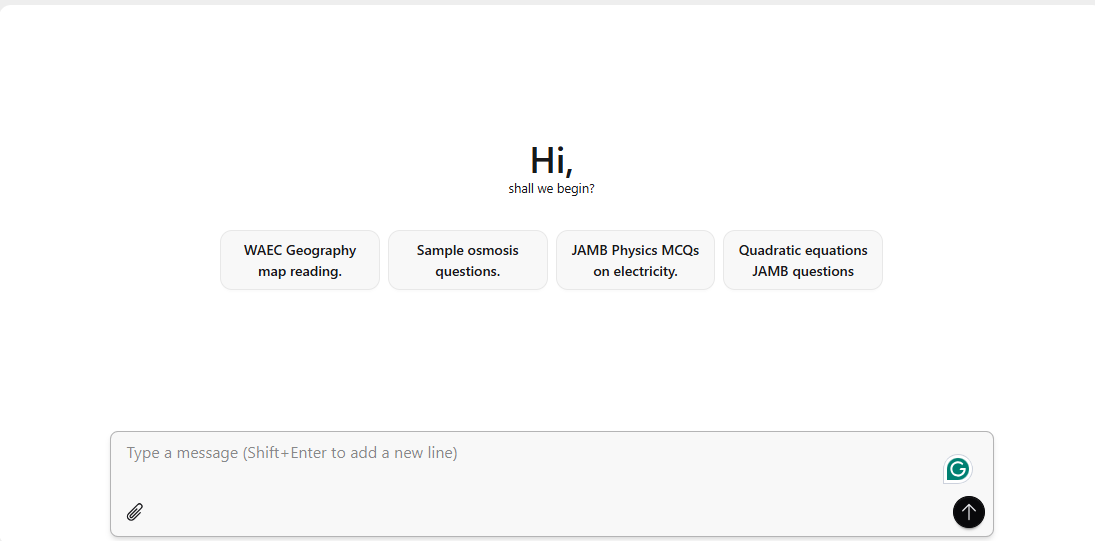 Hi,
shall we begin?
WAEC Geography
map reading.
Sample osmosis
questions.
JAMB Physics MCQs
on electricity.
Quadratic equations
JAMB questions
Type a message (Shift+Enter to add a new line)
G